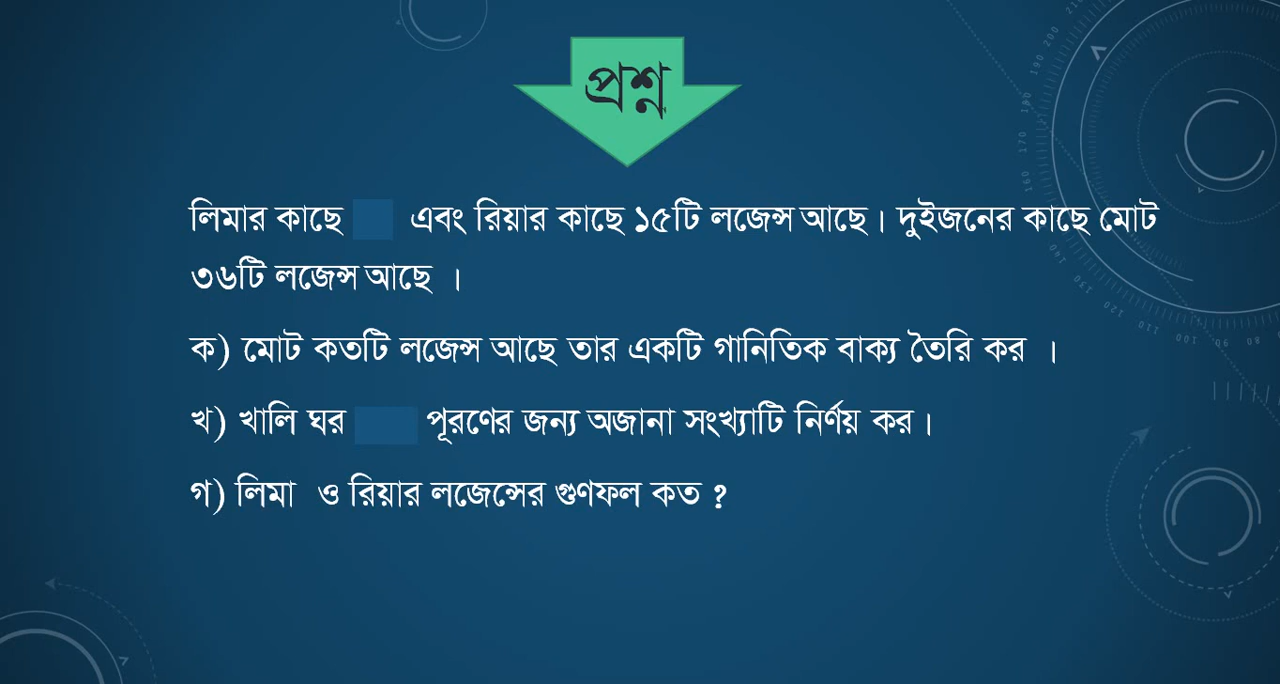 প্রশ্ন
লিমার কাছে এবং রিয়ার কাছে ১৫টি লজেন্স আছে। দুইজনের কাছে মোট
৩৬টি লজেন্স আছে ।
ক) মোট কতটি লজেন্স আছে তার একটি গানিতিক বাক্য তৈরি কর ।
খ) খালি ঘর পূরণের জন্য অজানা সংখ্যাটি নির্ণয় কর।
গ) লিমা ও রিয়ার লজেন্সের গুণফল কত ?